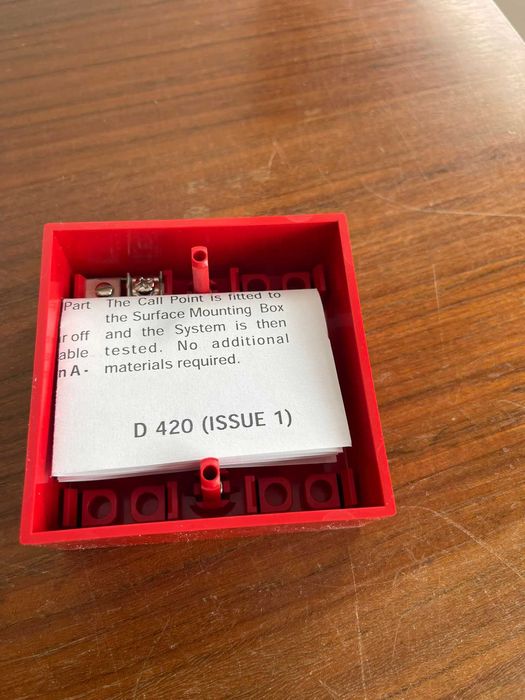 Part The Call Point is fitted to
the Surface Mounting Box
r off and the System is then
able tested. No additional
n A- materials required.
D 420 (ISSUE 1)